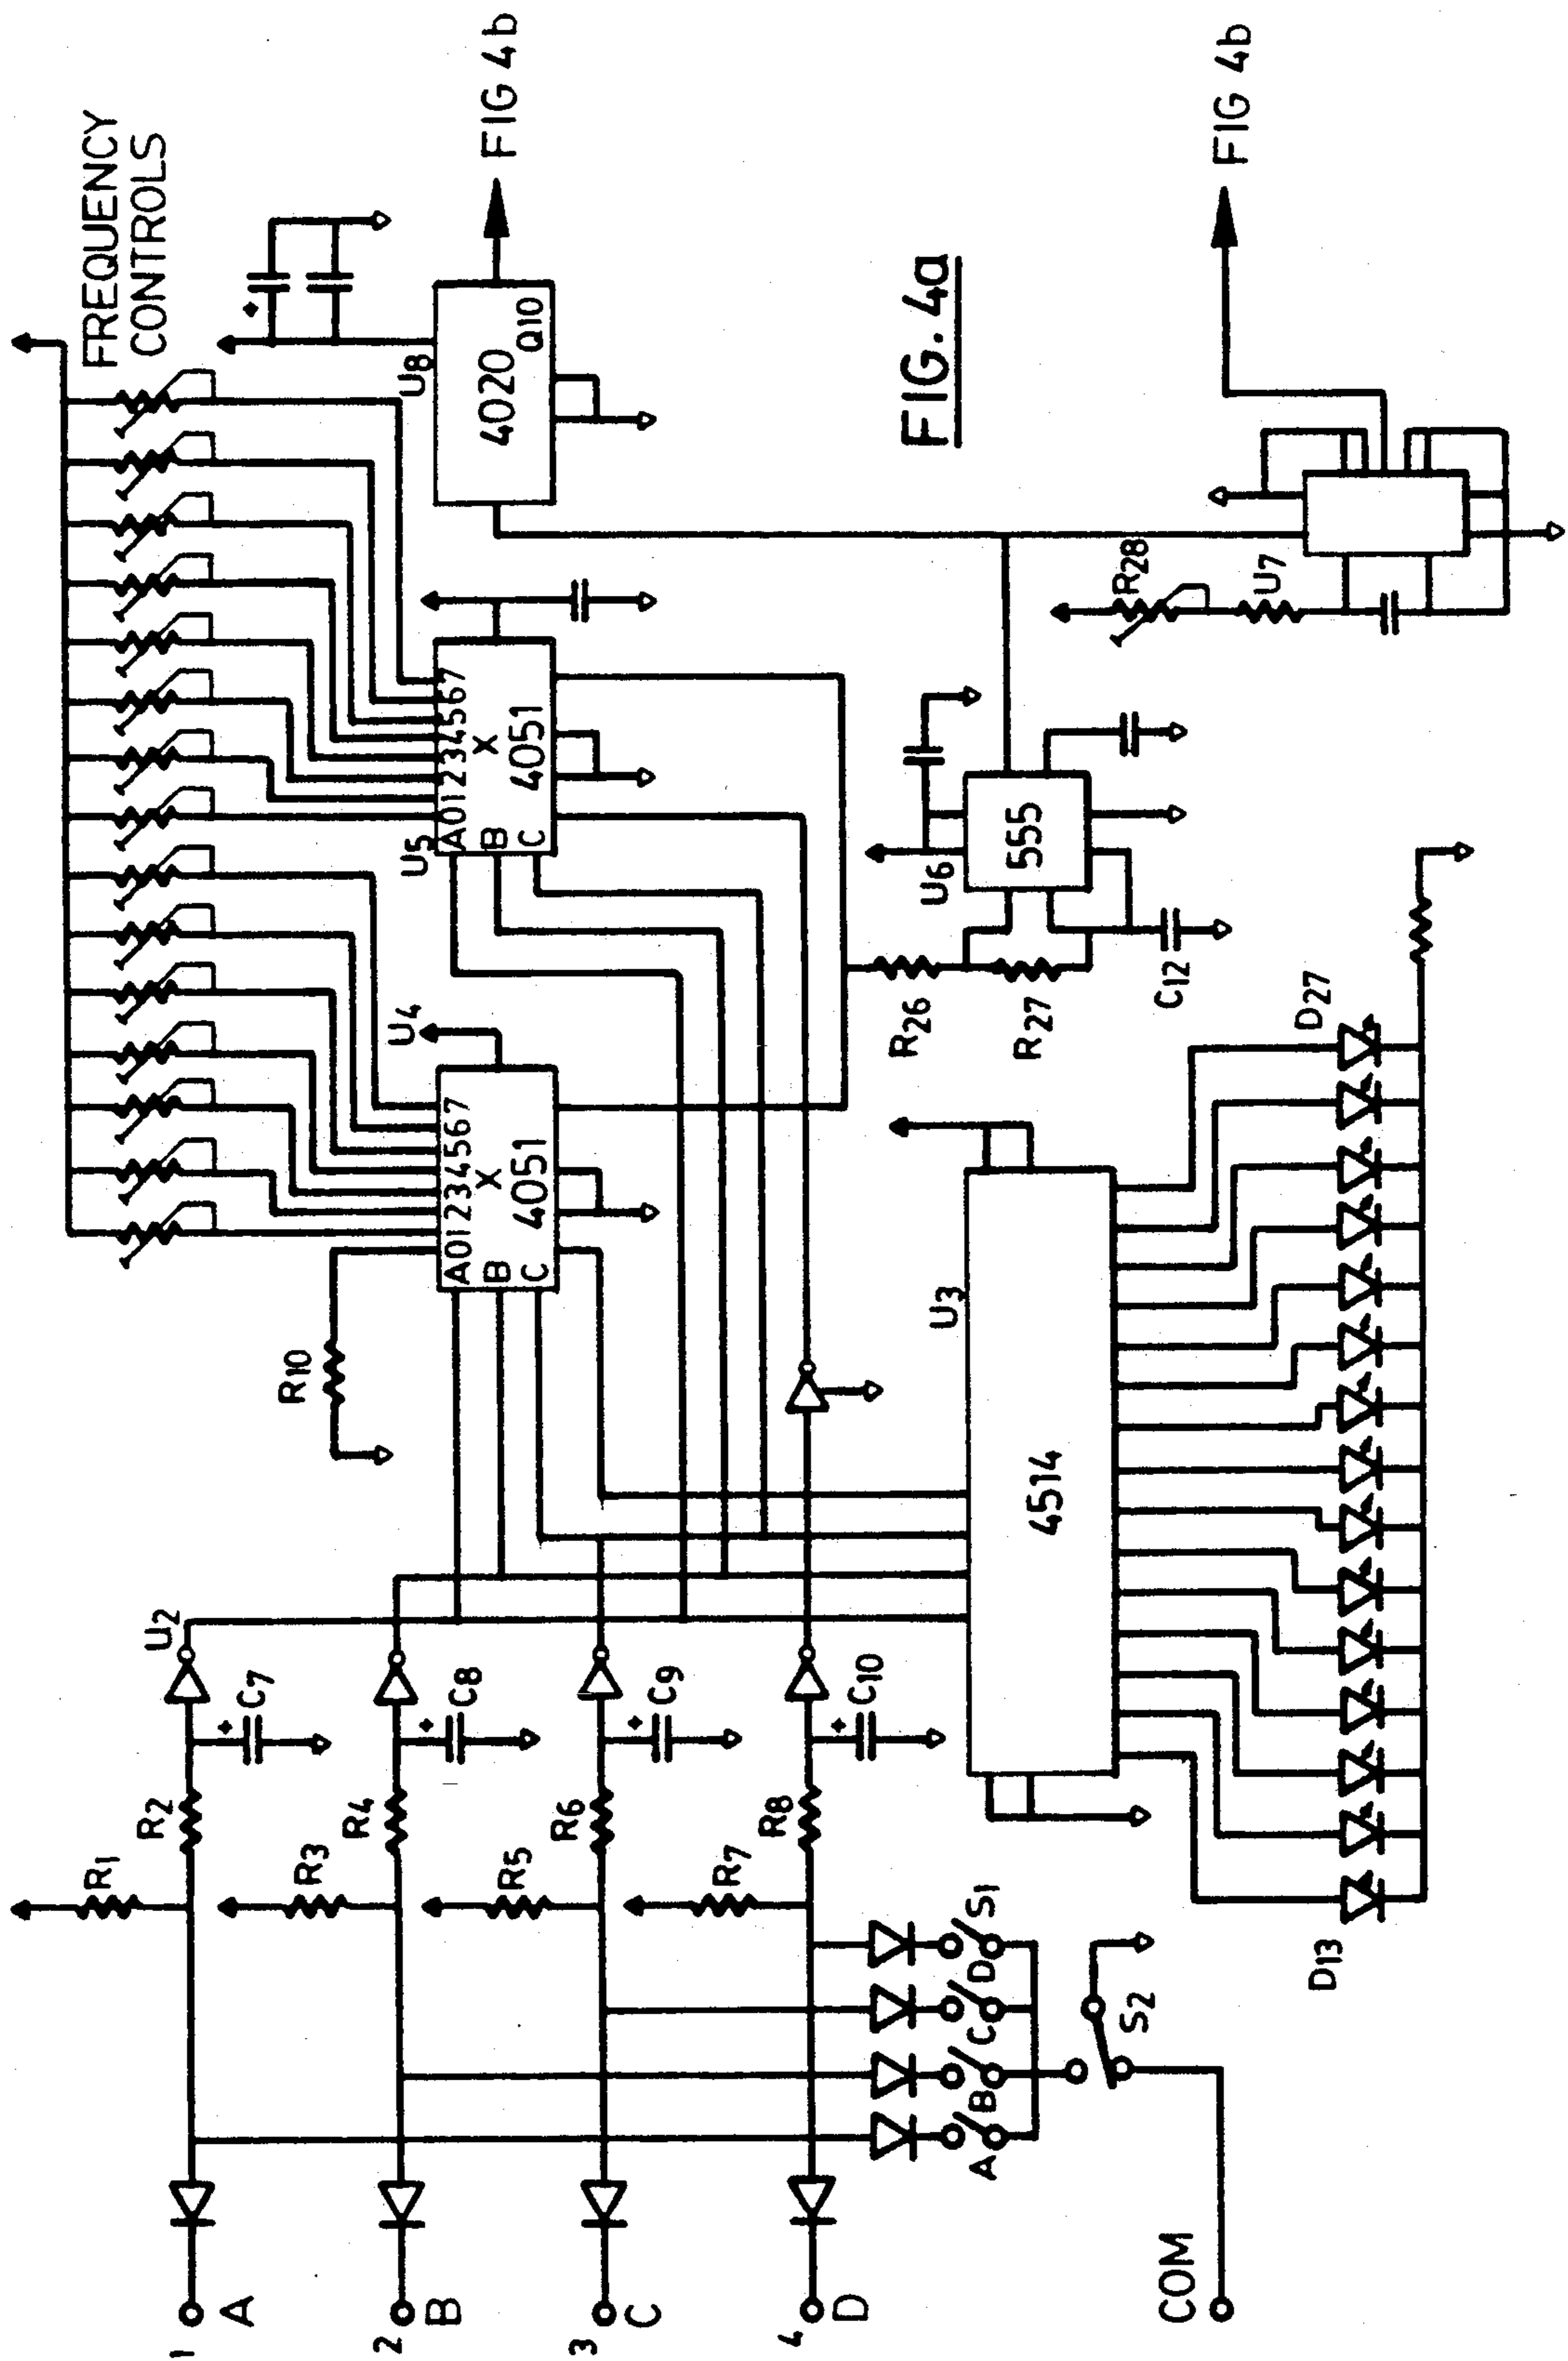 FREQUENCY
CONTROLS
1
A
R1
R2
C7
+
U2
R10
A01234567
B X
C 4051
U4
U5
A01234567
B X
C 4051
U8
4020
Q10
+
FIG 4b
2
B
R3
R4
C8
+
3
C
R5
R6
C9
+
4
D
R7
R8
C10
+
A
B
C
D
S1
S2
COM
U3
4514
R26
R27
C12
U6
555
FIG. 4a
R28
U7
FIG 4b
D13
D27